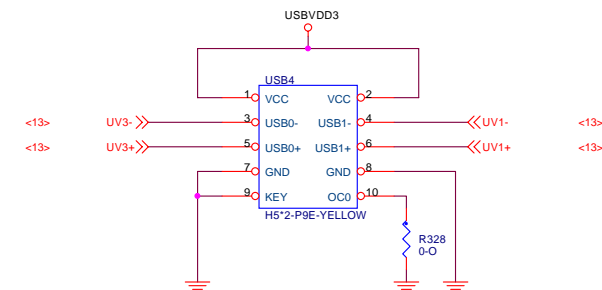 USBVDD3
USB4
1 VCC VCC 2
<13> UV3- 3 USB0- USB1- 4 UV1- <13>
<13> UV3+ 5 USB0+ USB1+ 6 UV1+ <13>
7 GND GND 8
9 KEY OC0 10
H5*2-P9E-YELLOW
R328
0-O